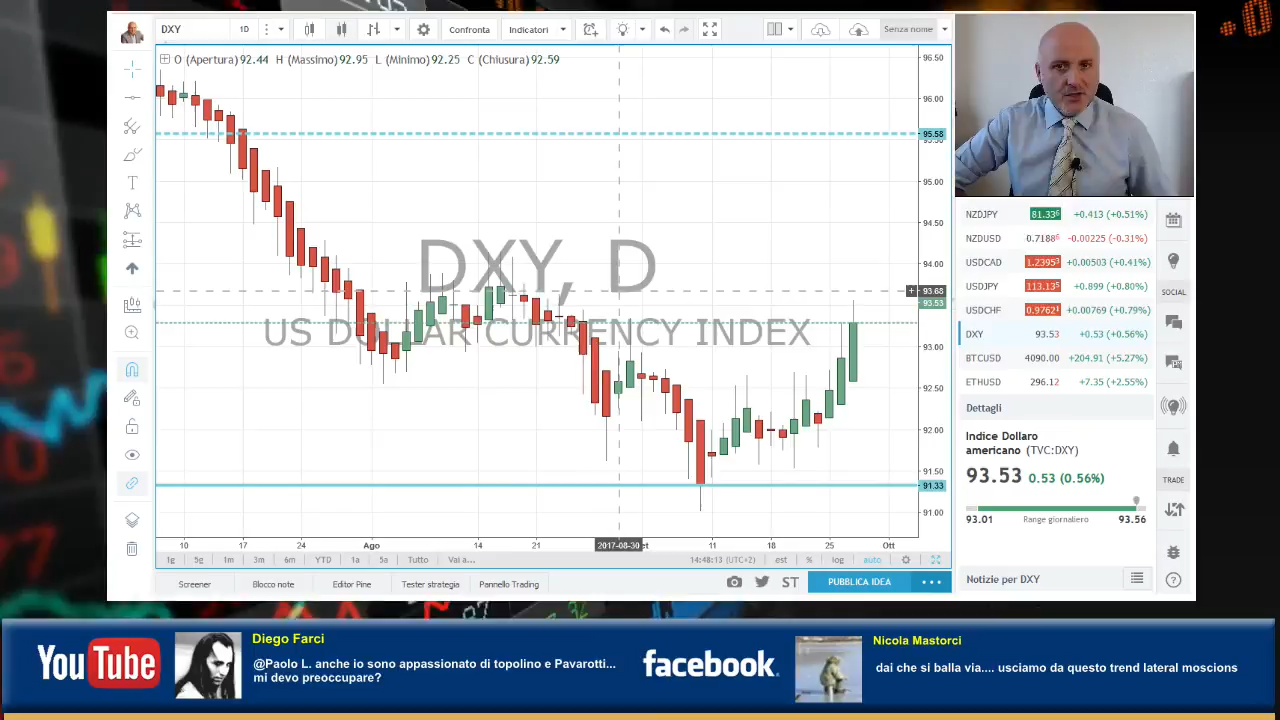 DXY 1D Confronta Indicatori Senza nome
O (Apertura) 92.44 H (Massimo) 92.95 L (Minimo) 92.25 C (Chiusura) 92.59
DXY, D
US DOLLAR CURRENCY INDEX
96.50
96.00
95.58
95.50
95.00
94.50
94.00
93.68
93.53
93.00
92.50
92.00
91.50
91.33
91.00
10 17 24 Ago 14 21 2017-08-30 11 18 25 Ott
1g 5g 1m 3m 6m YTD 1a 5a Tutto Vai a... 14:48:13 (UTC+2) est % log auto
Screener Blocco note Editor Pine Tester strategia Pannello Trading ST PUBBLICA IDEA
NZDJPY 81.336 +0.413 (+0.51%)
NZDUSD 0.71886 -0.00225 (-0.31%)
USDCAD 1.23953 +0.00503 (+0.41%)
USDJPY 113.135 +0.899 (+0.80%)
USDCHF 0.97621 +0.00769 (+0.79%)
DXY 93.53 +0.53 (+0.56%)
BTCUSD 4090.00 +204.91 (+5.27%)
ETHUSD 296.12 +7.35 (+2.55%)
Dettagli
Indice Dollaro
americano (TVC:DXY)
93.53 0.53 (0.56%)
93.01 Range giornaliero 93.56
Notizie per DXY
SOCIAL
TRADE
YouTube
Diego Farci
@Paolo L. anche io sono appassionato di topolino e Pavarotti...
mi devo preoccupare?
facebook
Nicola Mastorci
dai che si balla via.... usciamo da questo trend lateral moscions